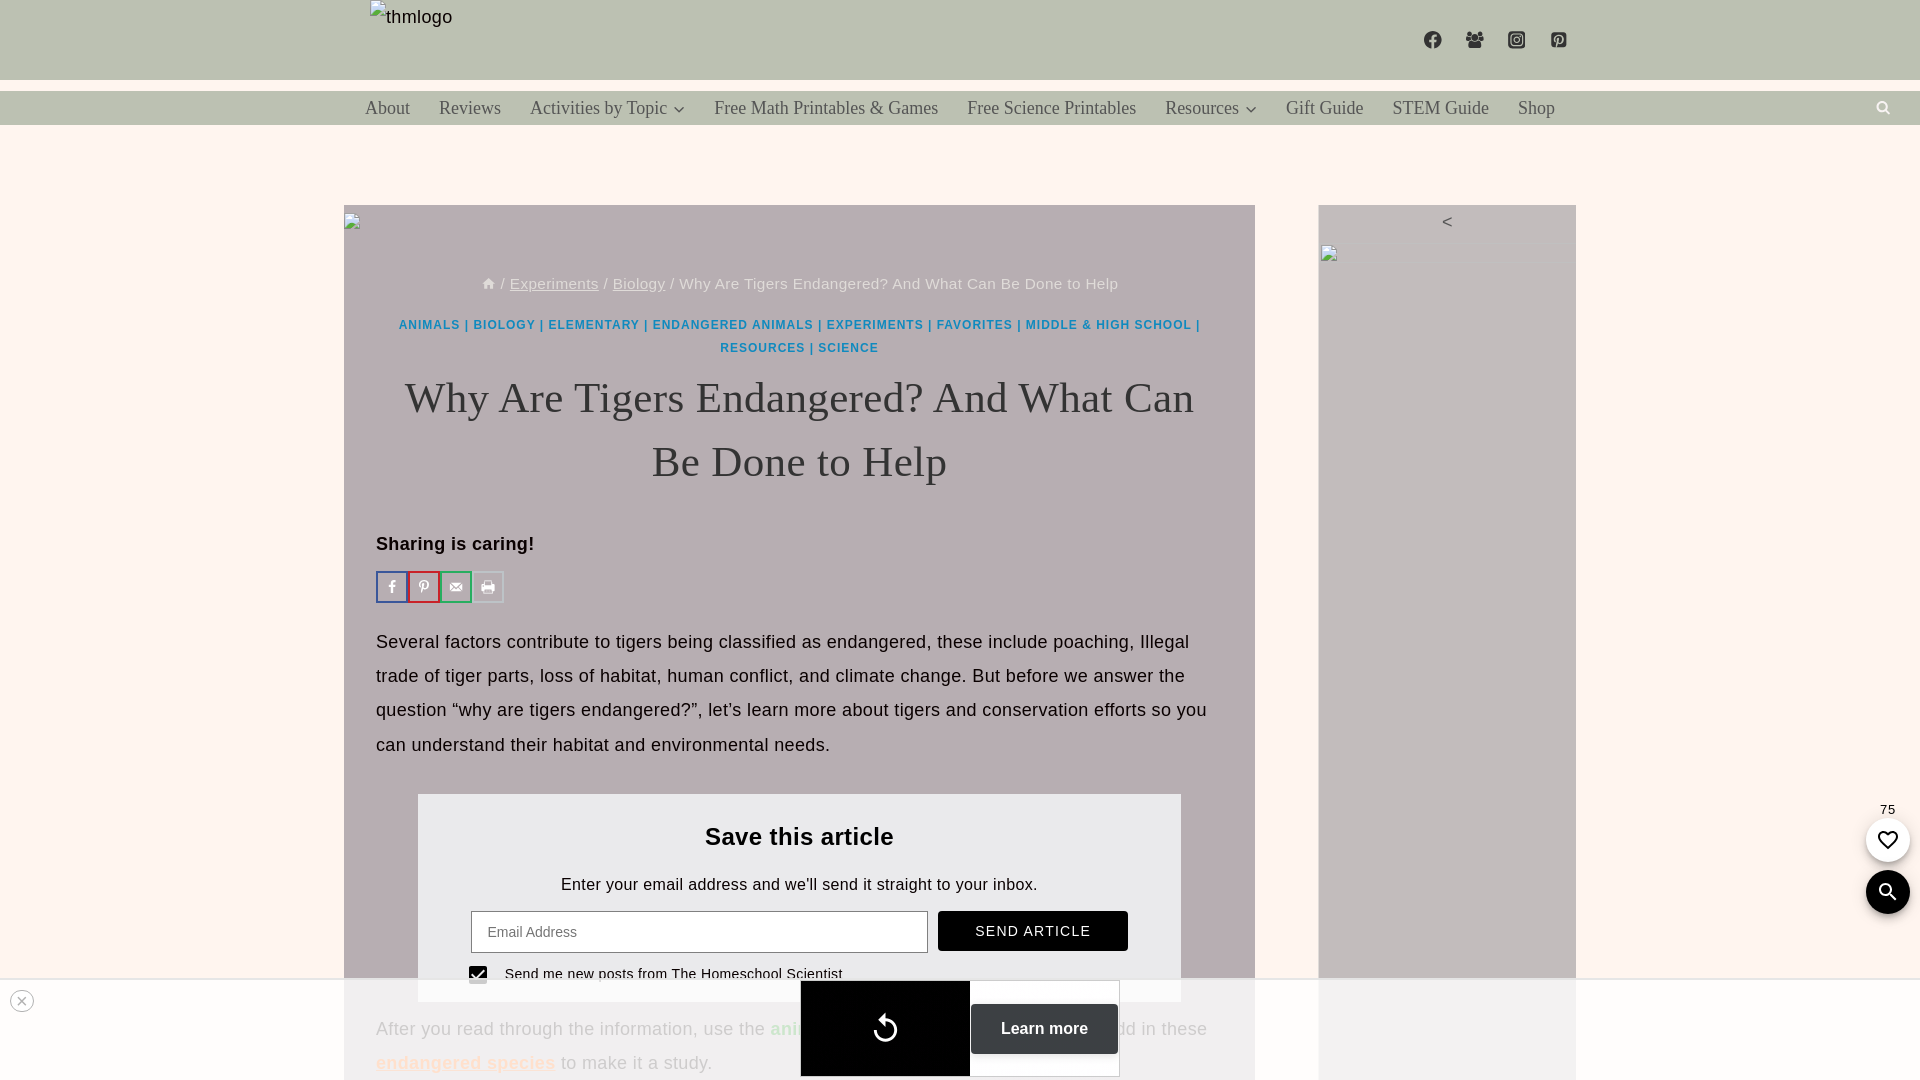 thmlogo
About Reviews Activities by Topic Free Math Printables & Games Free Science Printables Resources Gift Guide STEM Guide Shop
<
/ Experiments / Biology / Why Are Tigers Endangered? And What Can Be Done to Help
ANIMALS | BIOLOGY | ELEMENTARY | ENDANGERED ANIMALS | EXPERIMENTS | FAVORITES | MIDDLE & HIGH SCHOOL |
RESOURCES | SCIENCE
Why Are Tigers Endangered? And What Can
Be Done to Help
Sharing is caring!
Several factors contribute to tigers being classified as endangered, these include poaching, Illegal
trade of tiger parts, loss of habitat, human conflict, and climate change. But before we answer the
question “why are tigers endangered?”, let’s learn more about tigers and conservation efforts so you
can understand their habitat and environmental needs.
75
Save this article
Enter your email address and we'll send it straight to your inbox.
Email Address
SEND ARTICLE
Send me new posts from The Homeschool Scientist
After you read through the information, use the
in these
Learn more
endangered species to make it a study.